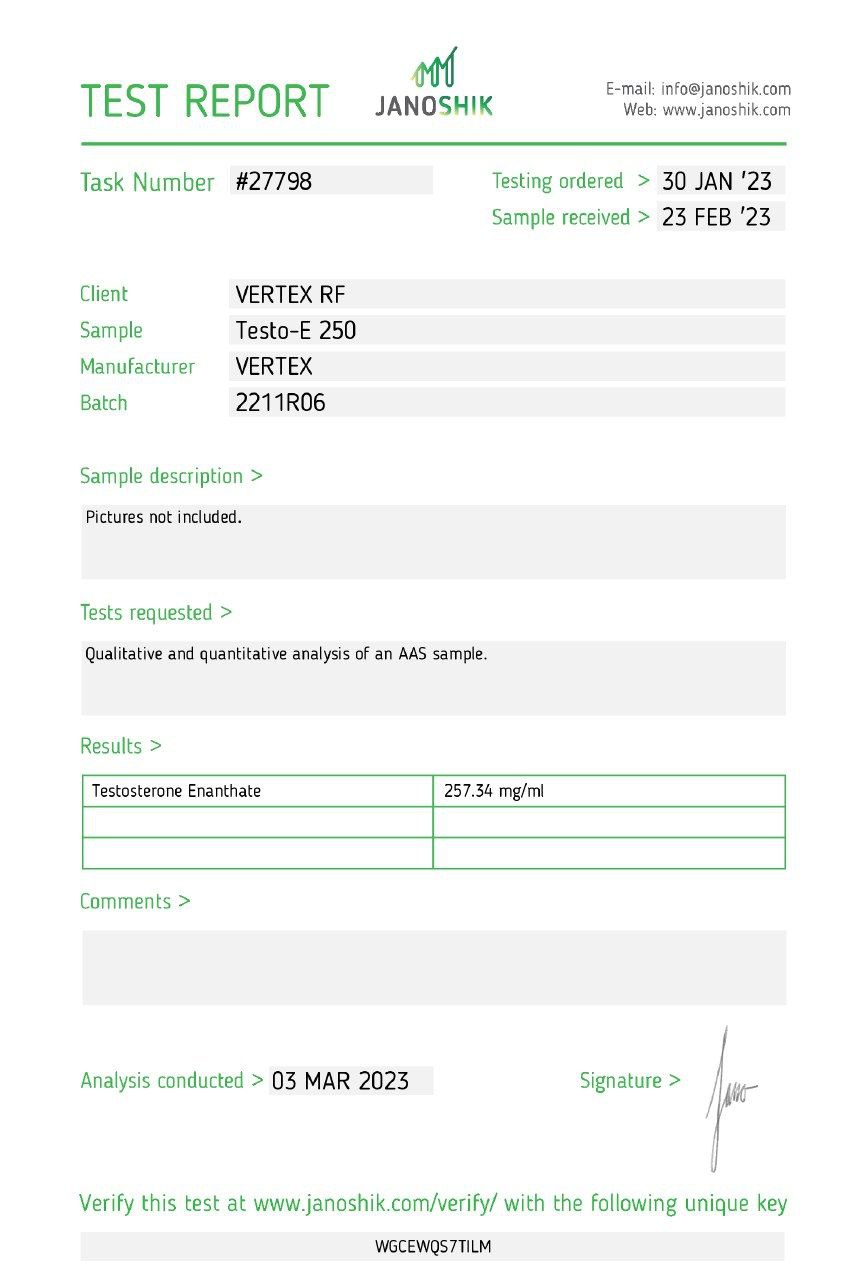 TEST REPORT
JANOSHIK
E-mail: info@janoshik.com
Web: www.janoshik.com
Task Number #27798
Testing ordered > 30 JAN '23
Sample received > 23 FEB '23
Client VERTEX RF
Sample Testo-E 250
Manufacturer VERTEX
Batch 2211R06
Sample description >
Pictures not included.
Tests requested >
Qualitative and quantitative analysis of an AAS sample.
Results >
Testosterone Enanthate 257.34 mg/ml
Comments >
Analysis conducted > 03 MAR 2023
Signature > Jano
Verify this test at www.janoshik.com/verify/ with the following unique key
WGCEWQS7TILM